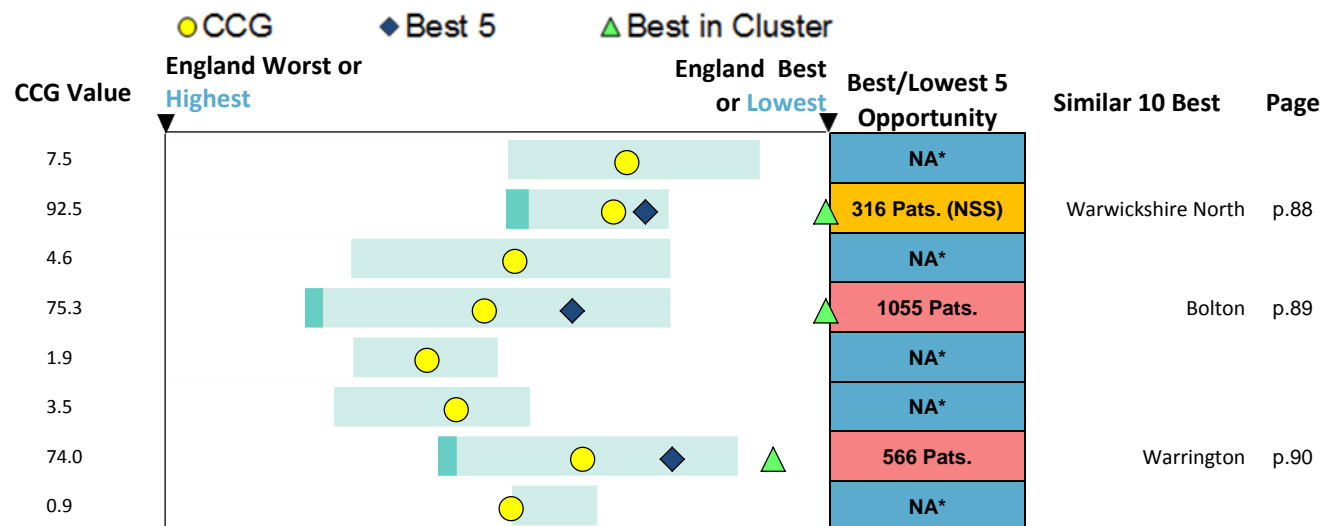 CCG Best 5 Best in Cluster
CCG Value England Worst or Highest England Best or Lowest Best/Lowest 5 Opportunity Similar 10 Best Page
7.5 NA*
92.5 316 Pats. (NSS) Warwickshire North p.88
4.6 NA*
75.3 1055 Pats. Bolton p.89
1.9 NA*
3.5 NA*
74.0 566 Pats. Warrington p.90
0.9 NA*